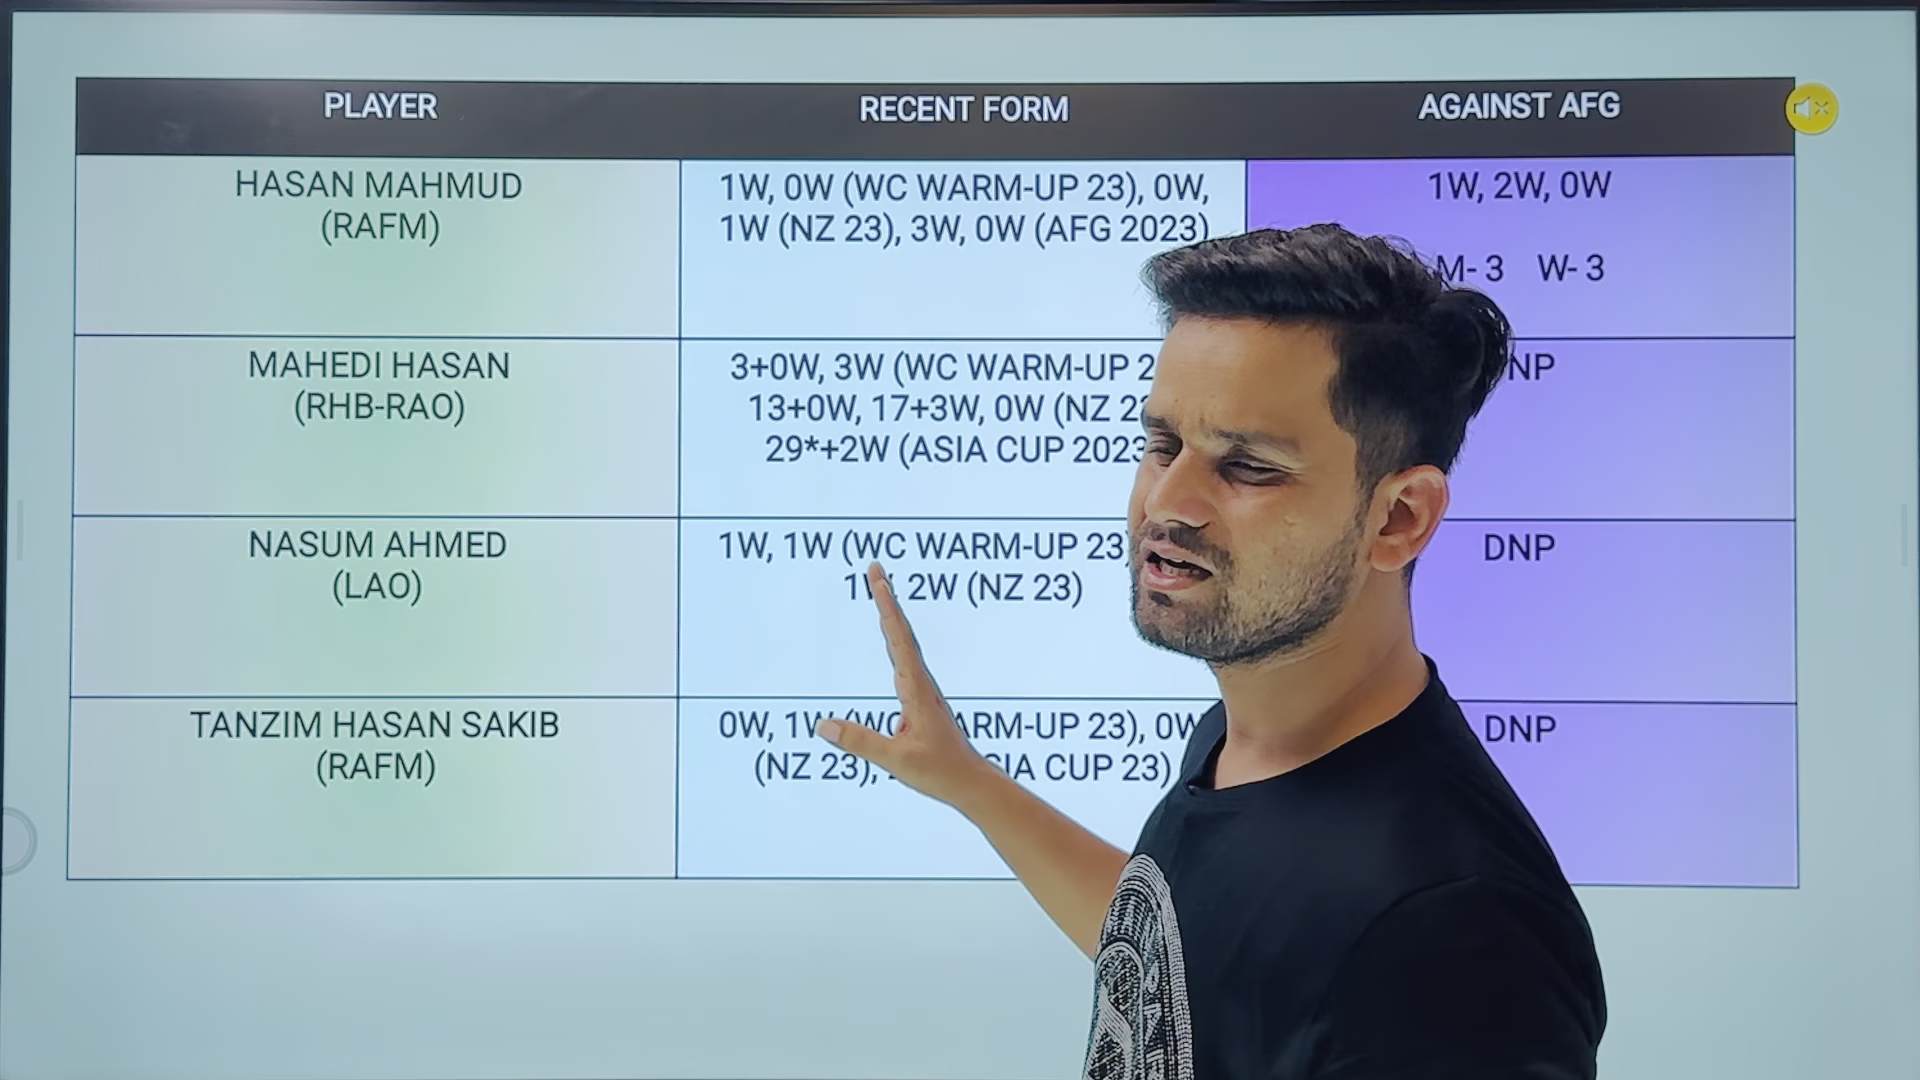 PLAYER
RECENT FORM
AGAINST AFG
HASAN MAHMUD
(RAFM)
1W, 0W (WC WARM-UP 23), 0W,
1W (NZ 23), 3W, 0W (AFG 2023)
1W, 2W, 0W
M- 3 W- 3
MAHEDI HASAN
(RHB-RAO)
3+0W, 3W (WC WARM-UP
13+0W, 17+3W, 0W (NZ
29*+2W (ASIA CUP 2023
NASUM AHMED
(LAO)
1W, 1W (WC WARM-UP 23)
1W, 2W (NZ 23)
DNP
TANZIM HASAN SAKIB
(RAFM)
0W, 1W (WC WARM-UP 23), 0W
(NZ 23), CUP 23)
DNP